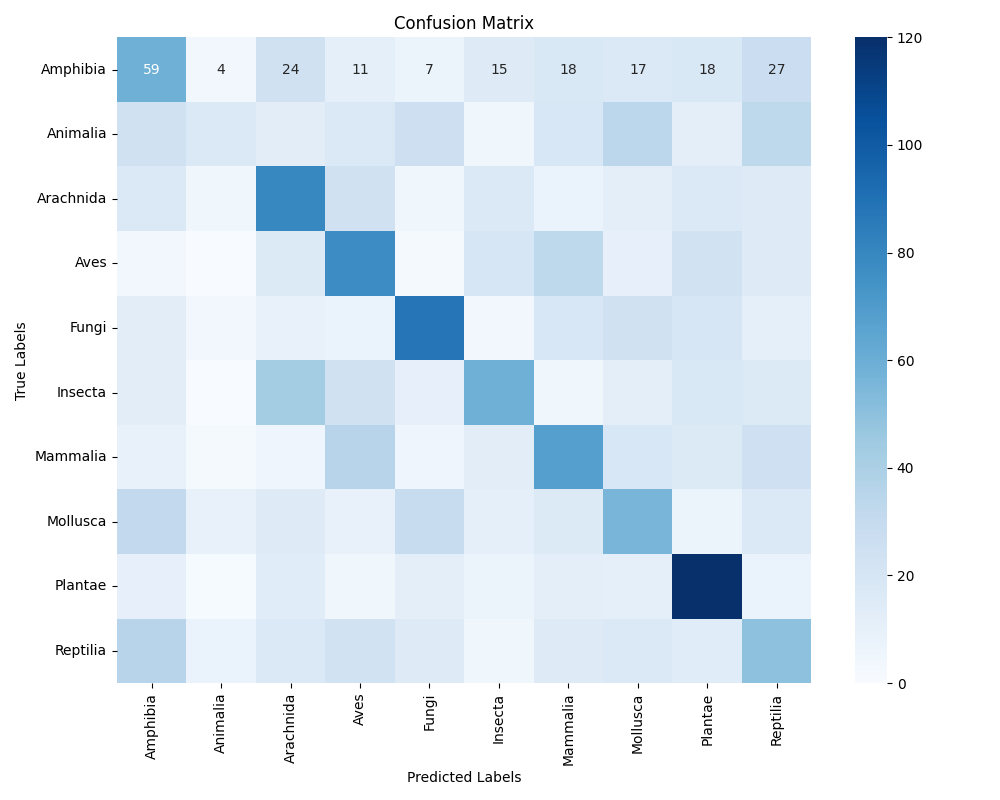 Confusion Matrix
True Labels
Amphibia 59 4 24 11 7 15 18 17 18 27
Animalia
Arachnida
Aves
Fungi
Insecta
Mammalia
Mollusca
Plantae
Reptilia
Amphibia Animalia Arachnida Aves Fungi Insecta Mammalia Mollusca Plantae Reptilia
Predicted Labels
120
100
80
60
40
20
0